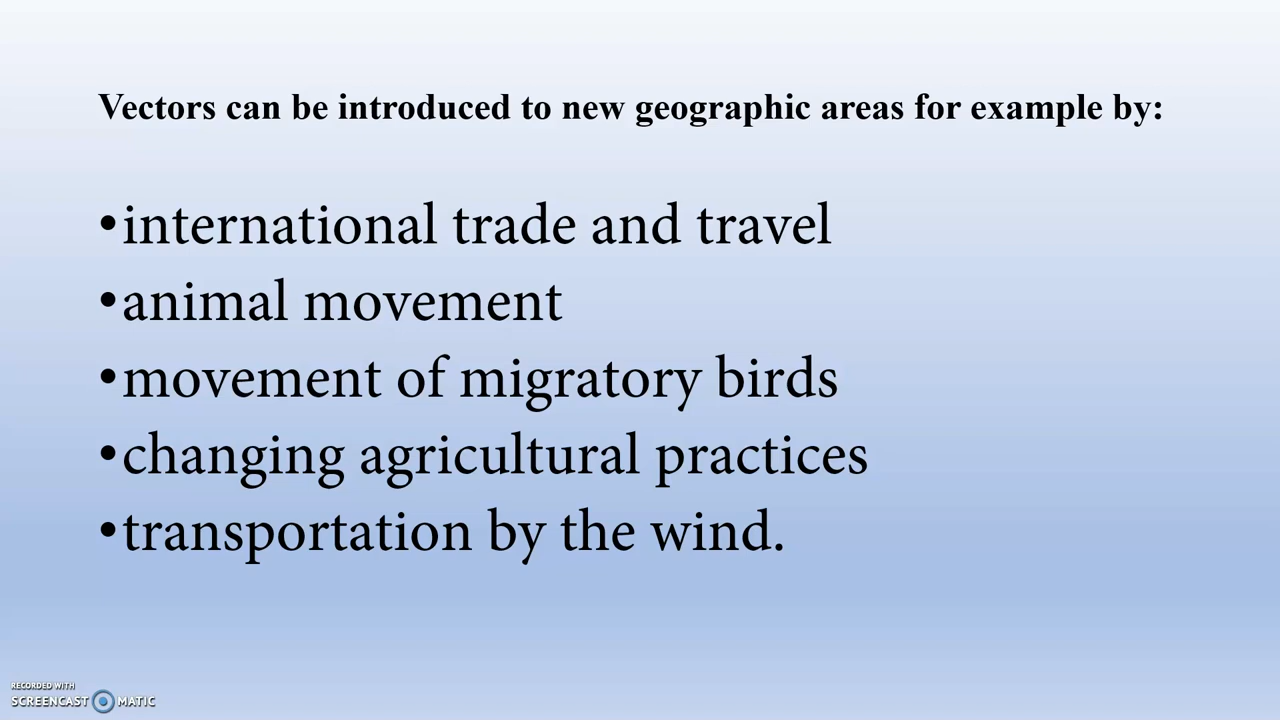 Vectors can be introduced to new geographic areas for example by:
•international trade and travel
•animal movement
•movement of migratory birds
•changing agricultural practices
•transportation by the wind.
RECORDED WITH
SCREENCAST MATIC